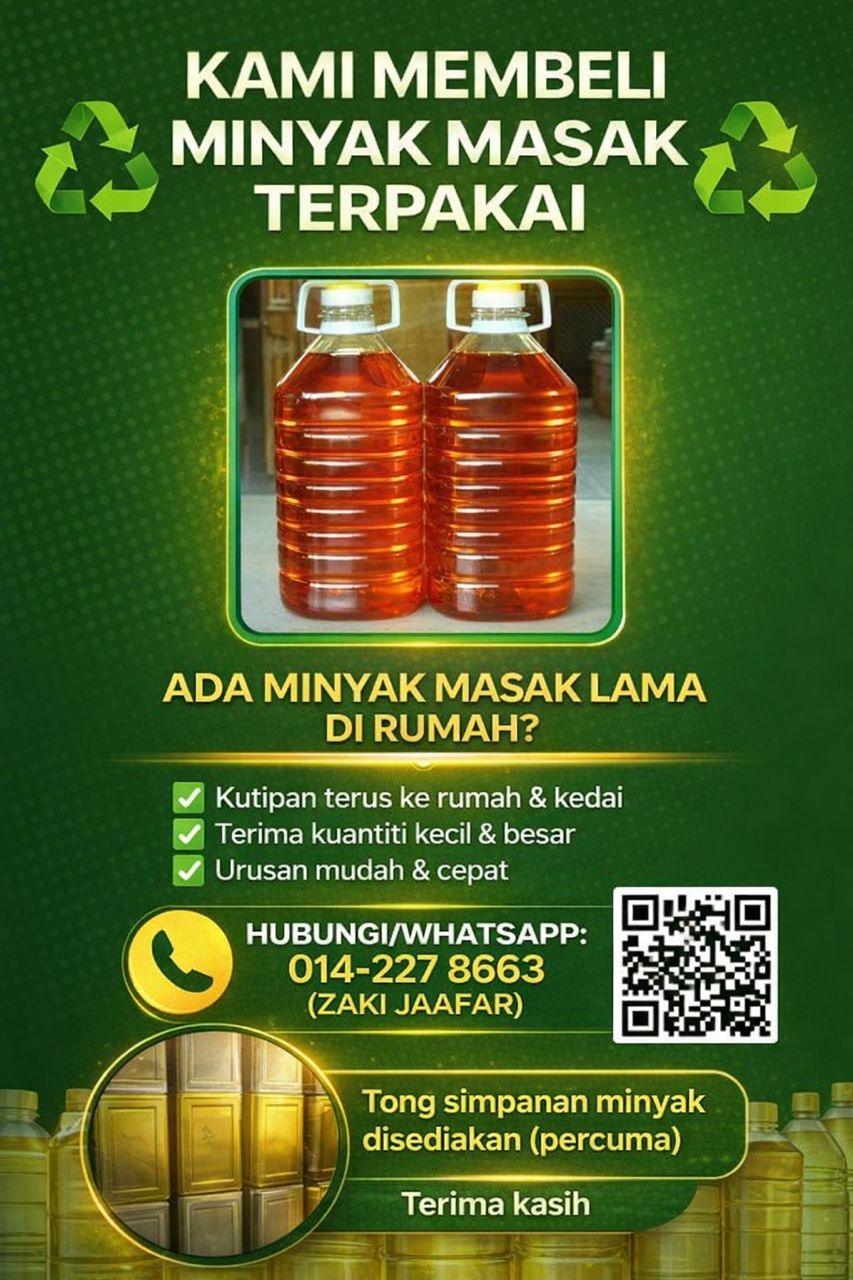 KAMI MEMBELI
MINYAK MASAK
TERPAKAI
ADA MINYAK MASAK LAMA
DI RUMAH?
Kutipan terus ke rumah & kedai
Terima kuantiti kecil & besar
Urusan mudah & cepat
HUBUNGI/WHATSAPP:
014-227 8663
(ZAKI JAAFAR)
Tong simpanan minyak
disediakan (percuma)
Terima kasih